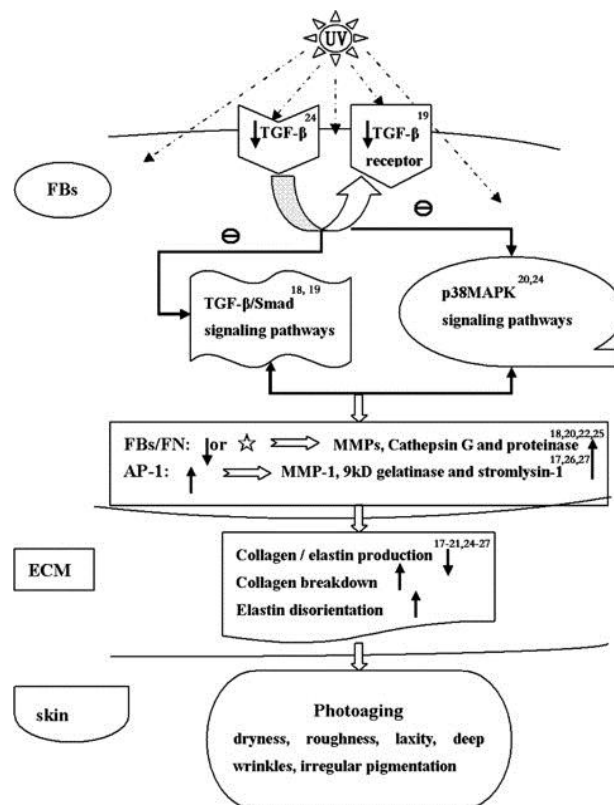 UV
TGF-β 24
TGF-β 19
receptor
FBs
⊖
⊖
TGF-β/Smad 18, 19
signaling pathways
p38MAPK 20,24
signaling pathways
FBs/FN: ↓or ☆ ⇒ MMPs, Cathepsin G and proteinase 18,20,22,25
AP-1: ↑ ⇒ MMP-1, 9kD gelatinase and stromlysin-1 17,26,27 ↑
ECM
Collagen / elastin production 17-21,24-27 ↓
Collagen breakdown ↑
Elastin disorientation ↑
skin
Photoaging
dryness, roughness, laxity, deep
wrinkles, irregular pigmentation